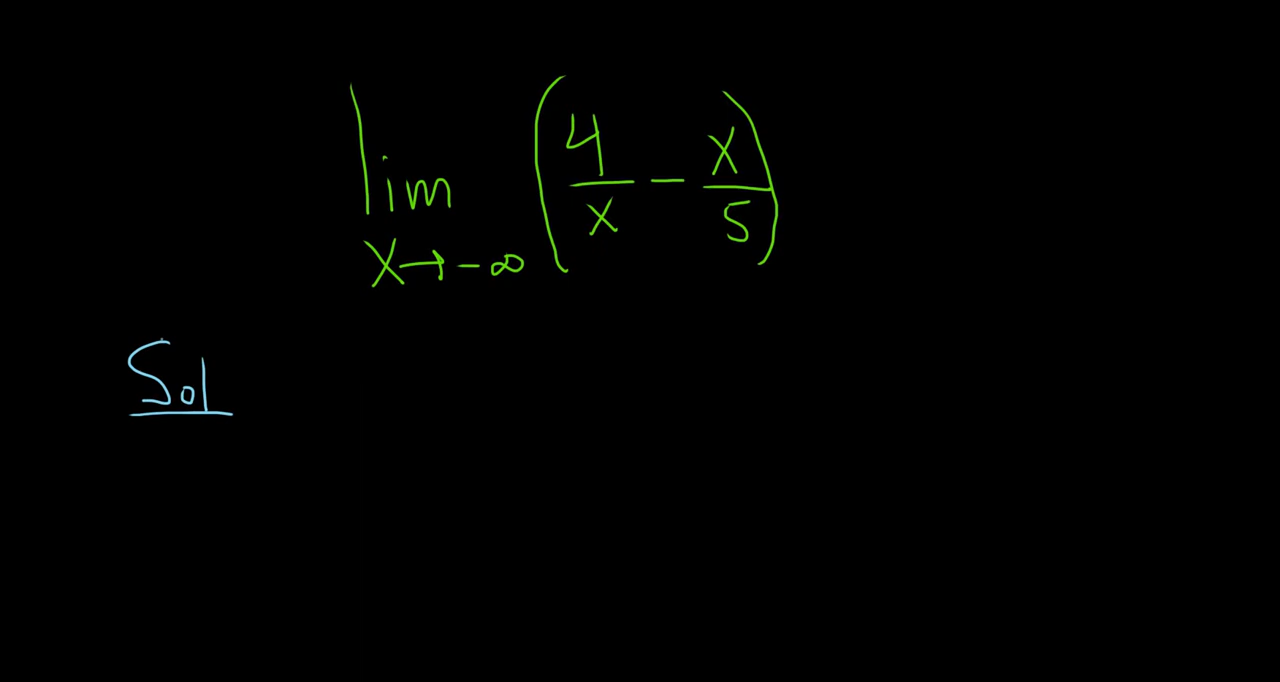 lim x→-∞ (4/x - x/5)
Sol